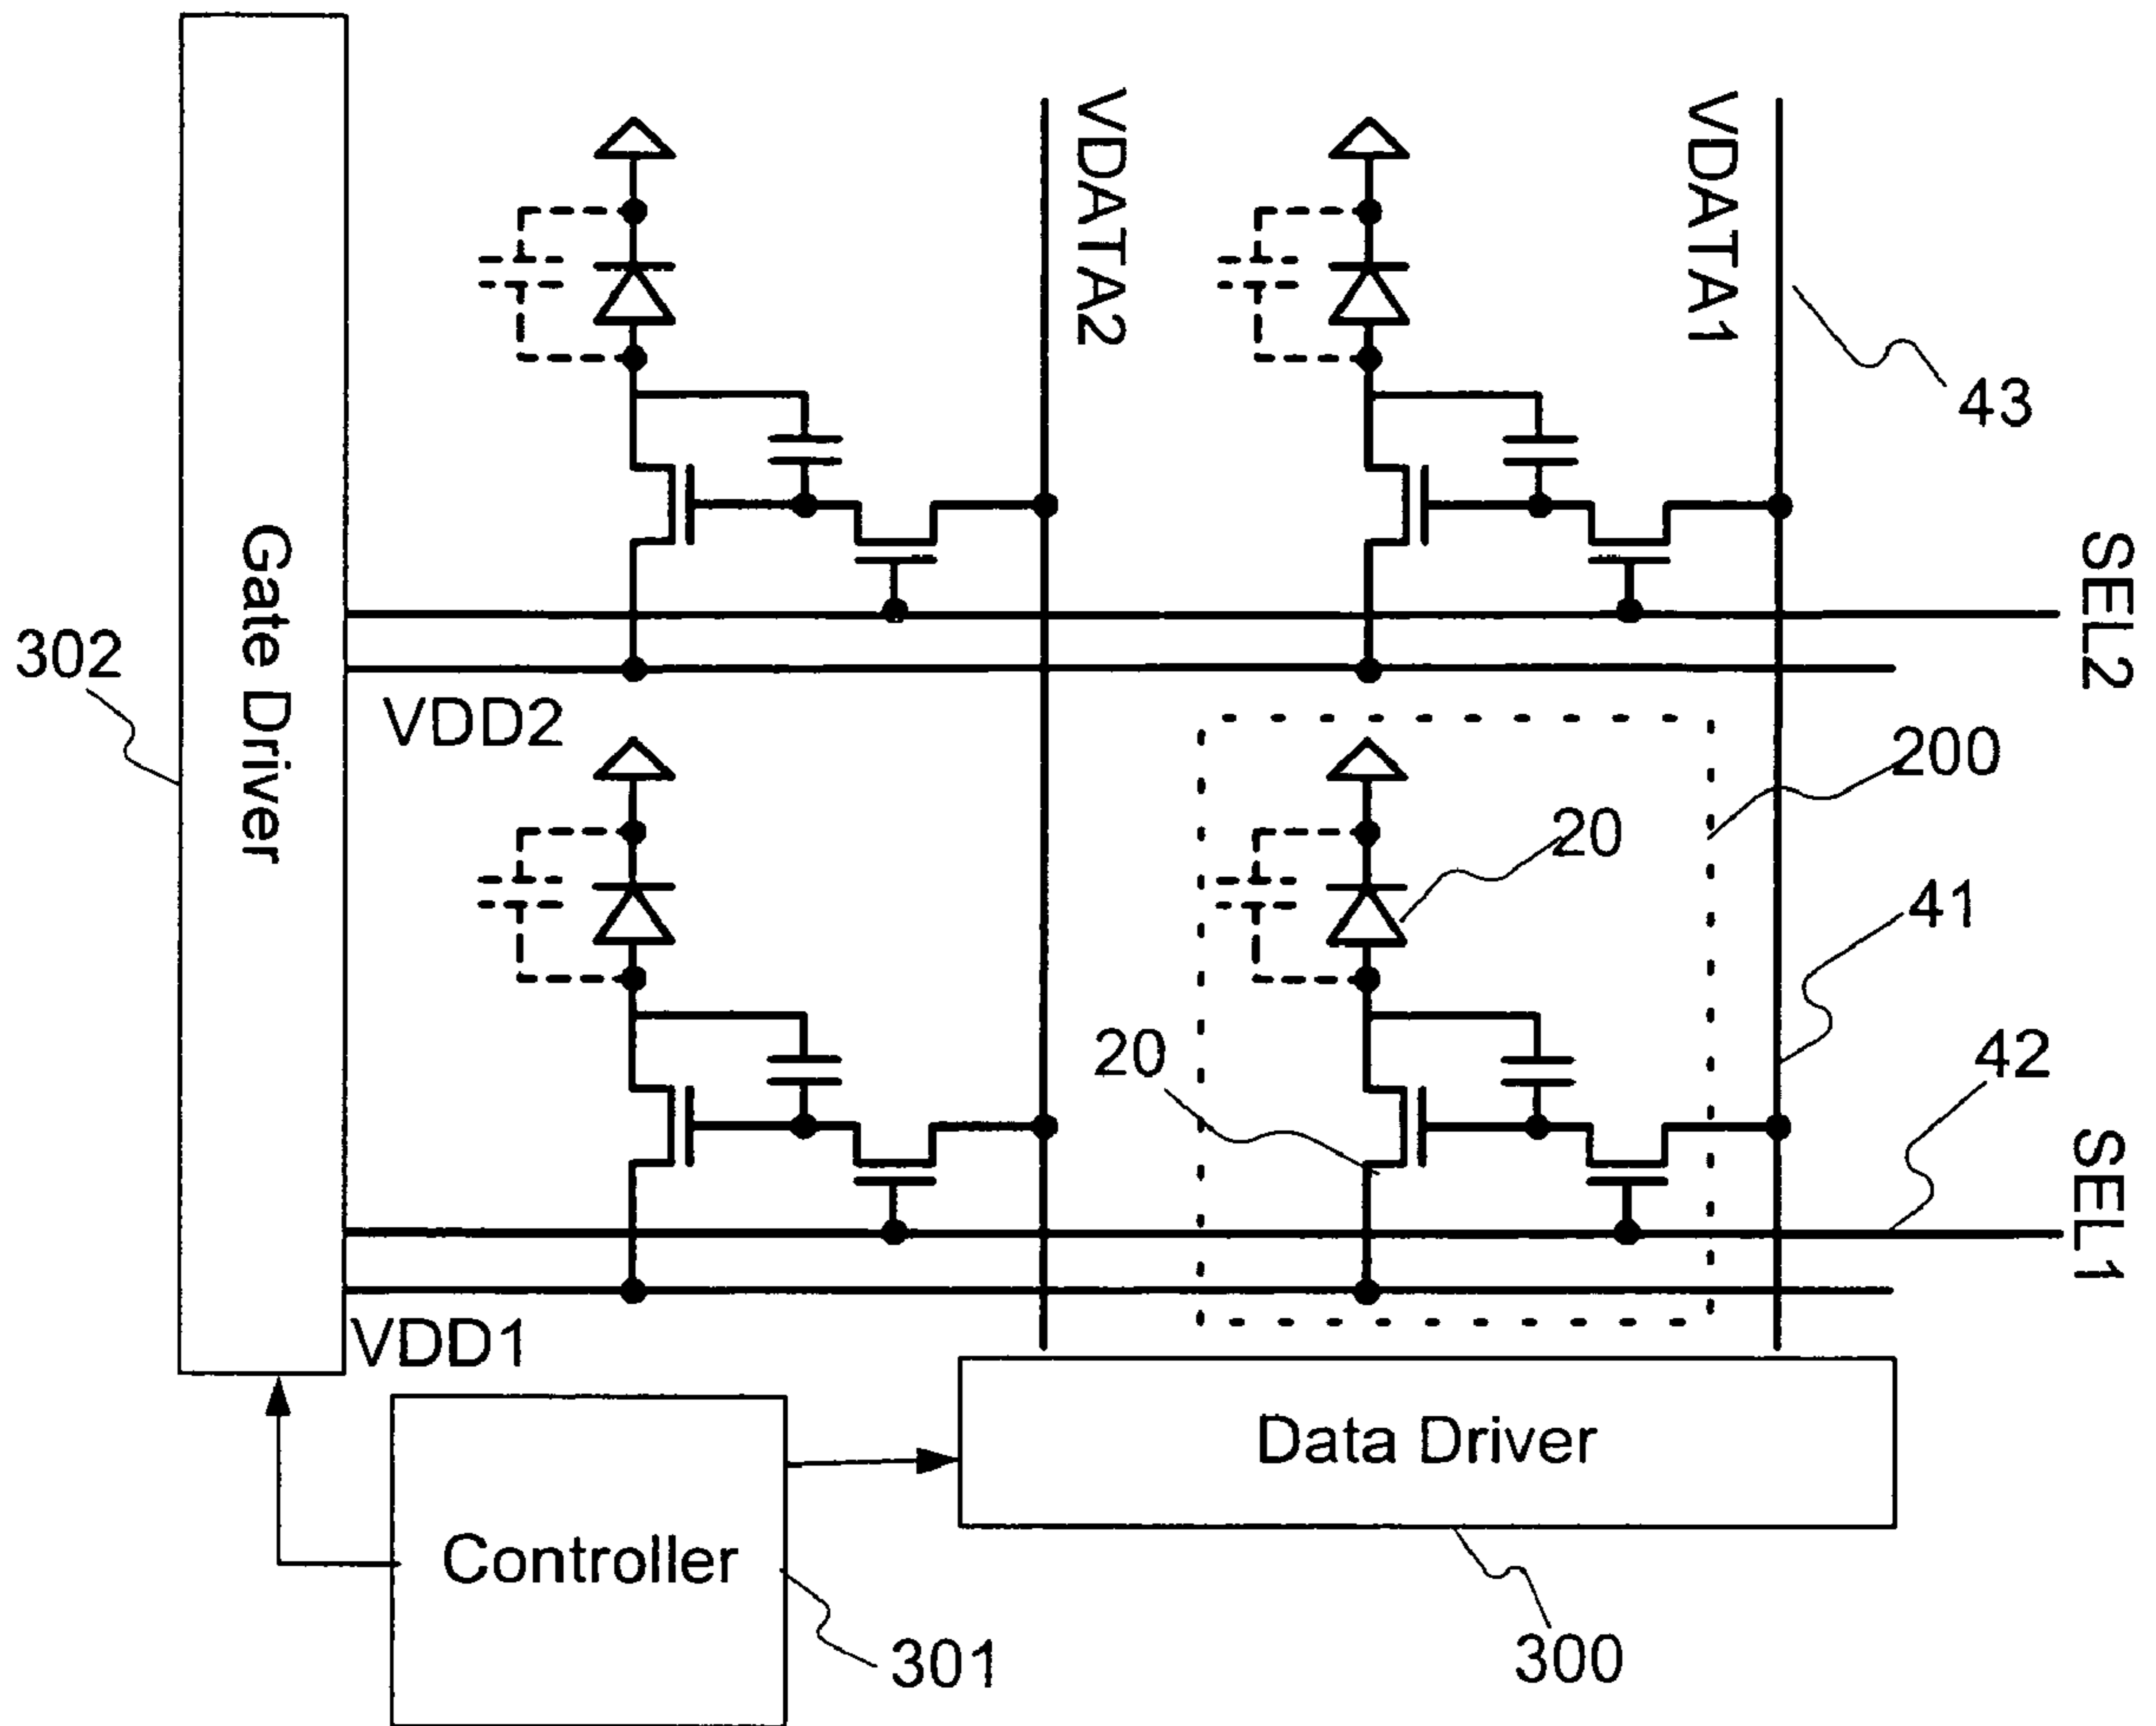 VDATA2
VDATA1
43
SEL2
302
Gate Driver
VDD2
200
20
41
20
42
SEL1
VDD1
Data Driver
Controller
301
300